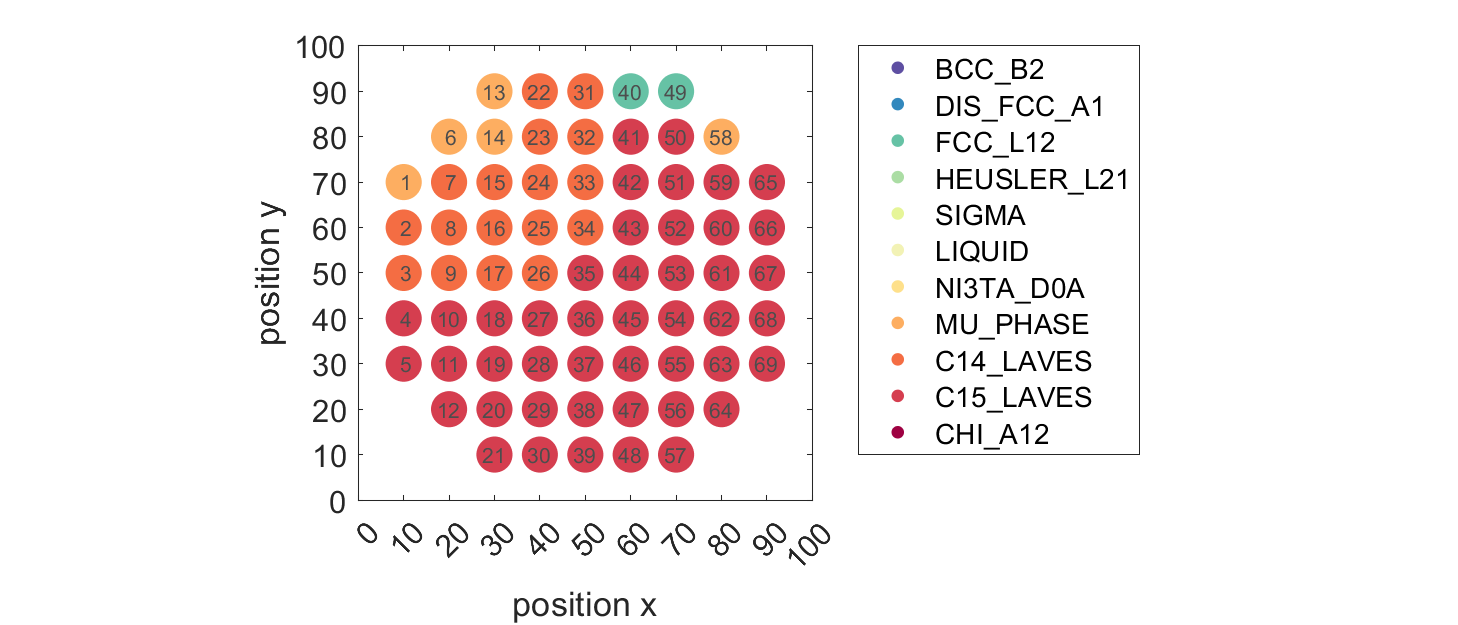 100
90
80
70
60
50
40
30
20
10
0
position y
13 22 31 40 49
6 14 23 32 41 50 58
1 7 15 24 33 42 51 59 65
2 8 16 25 34 43 52 60 66
3 9 17 26 35 44 53 61 67
4 10 18 27 36 45 54 62 68
5 11 19 28 37 46 55 63 69
12 20 29 38 47 56 64
21 30 39 48 57
0 10 20 30 40 50 60 70 80 90 100
position x
BCC_B2
DIS_FCC_A1
FCC_L12
HEUSLER_L21
SIGMA
LIQUID
NI3TA_D0A
MU_PHASE
C14_LAVES
C15_LAVES
CHI_A12